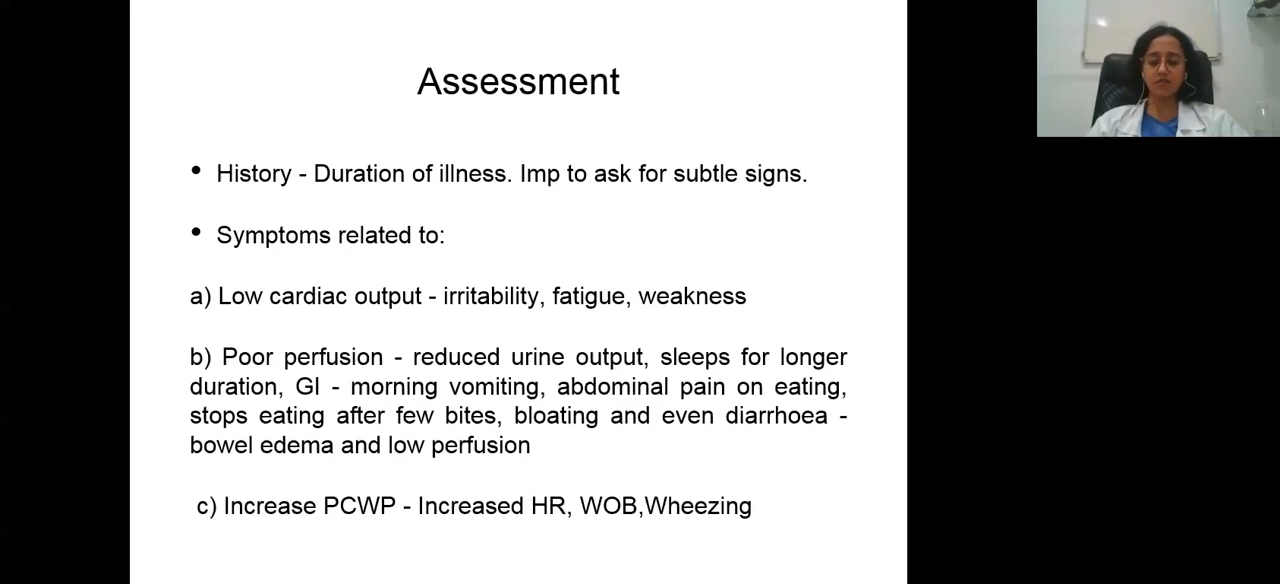 Assessment
• History - Duration of illness. Imp to ask for subtle signs.
• Symptoms related to:
a) Low cardiac output - irritability, fatigue, weakness
b) Poor perfusion - reduced urine output, sleeps for longer
duration, GI - morning vomiting, abdominal pain on eating,
stops eating after few bites, bloating and even diarrhoea -
bowel edema and low perfusion
c) Increase PCWP - Increased HR, WOB,Wheezing